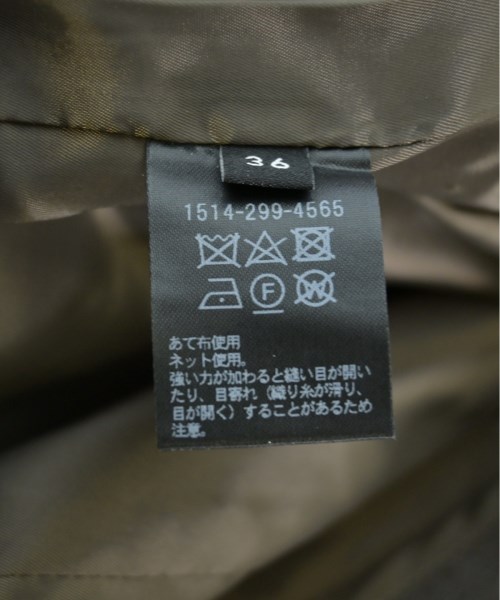 36
1514-299-4565
F
W
あて布使用
ネット使用。
強い力が加わると縫い目が開い
たり、目寄れ（織り糸が滑り、
目が開く）することがあるため
注意。